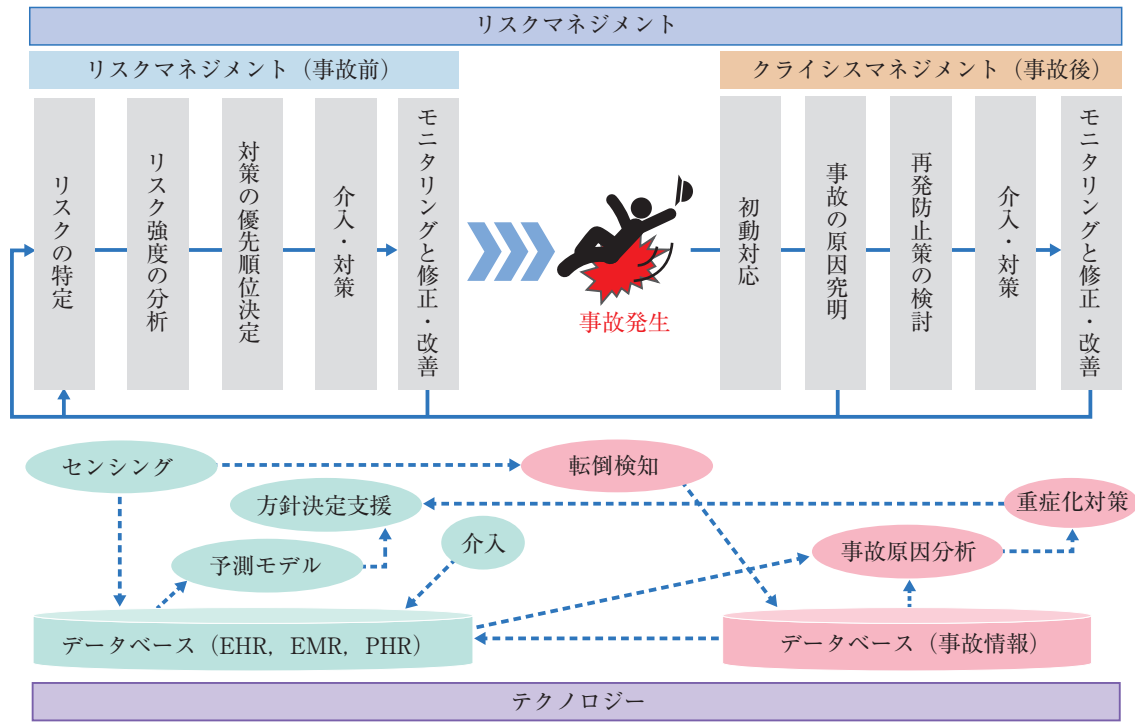 リスクマネジメント
リスクマネジメント（事故前）
クライシスマネジメント（事故後）
リスクの特定
リスク強度の分析
対策の優先順位決定
介入・対策
モニタリングと修正・改善
事故発生
初動対応
事故の原因究明
再発防止策の検討
介入・対策
モニタリングと修正・改善
センシング
転倒検知
方針決定支援
重症化対策
介入
予測モデル
事故原因分析
データベース（EHR，EMR，PHR）
データベース（事故情報）
テクノロジー